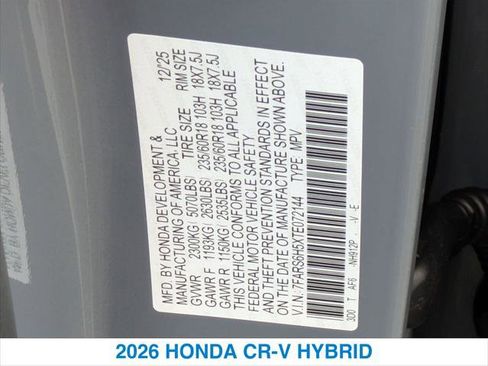 MFD. BY HONDA DEVELOPMENT & 12/'25
MANUFACTURING OF AMERICA, LLC
TIRE SIZE RIM SIZE
GVWR 2300KG( 5070LBS)
GAWR F 1193KG( 2630LBS) 235/60R18 103H 18X7.5J
GAWR R 1150KG( 2535LBS) 235/60R18 103H 18X7.5J
THIS VEHICLE CONFORMS TO ALL APPLICABLE
FEDERAL MOTOR VEHICLE SAFETY
AND THEFT PREVENTION STANDARDS IN EFFECT
ON THE DATE OF MANUFACTURE SHOWN ABOVE.
V.I.N. 7FARS6H5XTE072144 TYPE: MPV
3D0 T AF6 -NH912P -V -E
2026 HONDA CR-V HYBRID